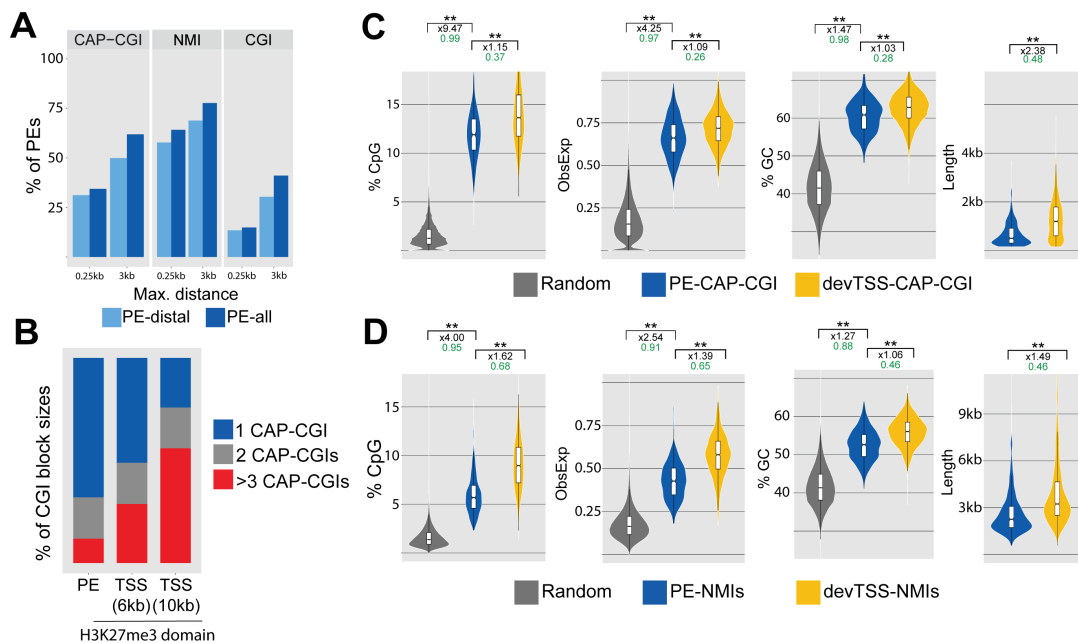 A
CAP−CGI NMI CGI
100
75
50
25
% of PEs
0.25kb 3kb 0.25kb 3kb 0.25kb 3kb
Max. distance
PE-distal PE-all
B
% of CGI block sizes
1 CAP-CGI
2 CAP-CGIs
>3 CAP-CGIs
PE TSS TSS
(6kb) (10kb)
H3K27me3 domain
C
** ** ** **
x9.47 x4.25 x1.47 x2.38
0.99 0.97 0.98 0.48
** ** **
x1.15 x1.09 x1.03
0.37 0.26 0.28
% CpG
15
10
5
ObsExp
0.75
0.50
0.25
% GC
60
50
40
Length
4kb
2kb
Random PE-CAP-CGI devTSS-CAP-CGI
D
** ** ** **
x4.00 x2.54 x1.27 x1.49
0.95 0.91 0.88 0.46
** ** **
x1.62 x1.39 x1.06
0.68 0.65 0.46
% CpG
15
10
5
ObsExp
0.75
0.50
0.25
% GC
60
50
40
Length
9kb
6kb
3kb
Random PE-NMIs devTSS-NMIs